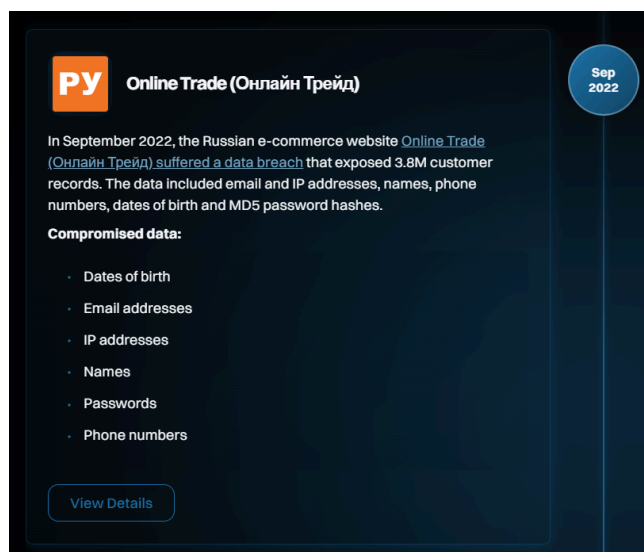 РУ
Online Trade (Онлайн Трейд)
Sep
2022
In September 2022, the Russian e-commerce website Online Trade
(Онлайн Трейд) suffered a data breach that exposed 3.8M customer
records. The data included email and IP addresses, names, phone
numbers, dates of birth and MD5 password hashes.
Compromised data:
Dates of birth
Email addresses
IP addresses
Names
Passwords
Phone numbers
View Details